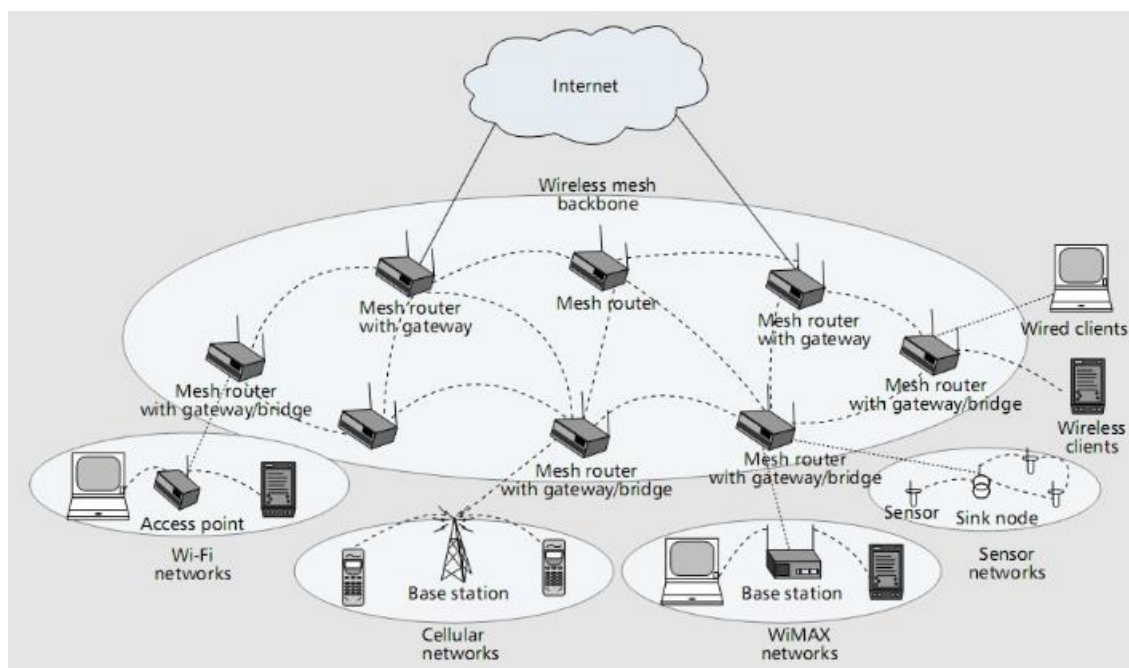 Internet
Wireless mesh
backbone
Mesh router
with gateway
Mesh router
Mesh router
with gateway
Wired clients
Mesh router
with gateway/bridge
Mesh router
with gateway/bridge
Wireless
clients
Mesh router
with gateway/bridge
Mesh router
with gateway/bridge
Access point
Wi-Fi
networks
Sensor
Sink node
Sensor
networks
Base station
Cellular
networks
Base station
WiMAX
networks